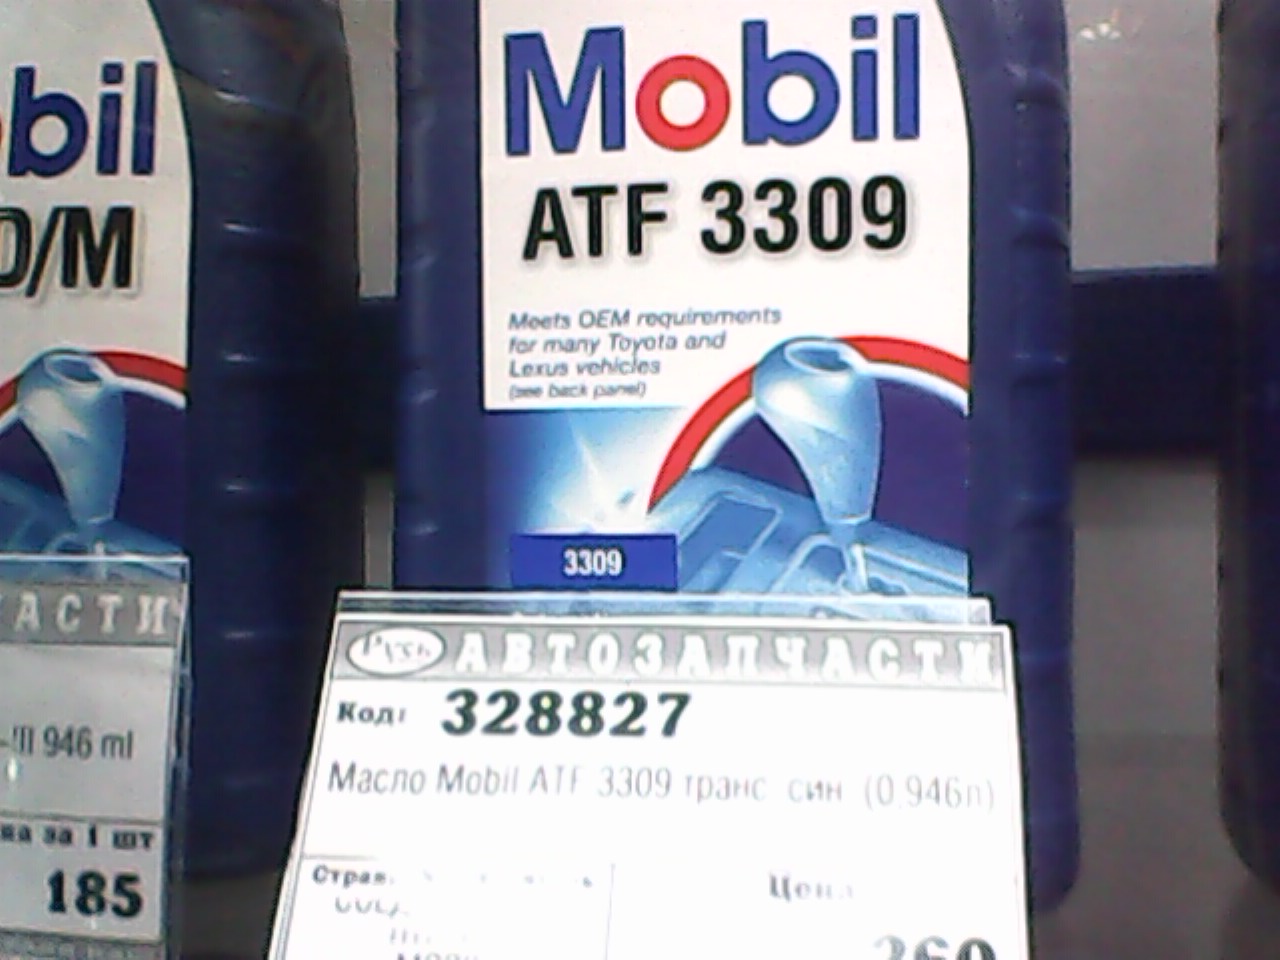 Mobil
ATF 3309
Meets OEM requirements
for many Toyota and
Lexus vehicles
(see back panel)
3309
Русь АВТОЗАПЧАСТИ
Код: 328827
Масло Mobil ATF 3309 транс син (0,946л)
Цена
360
bil
D/M
АСТИ
-III 946 ml
на за 1 шт
185